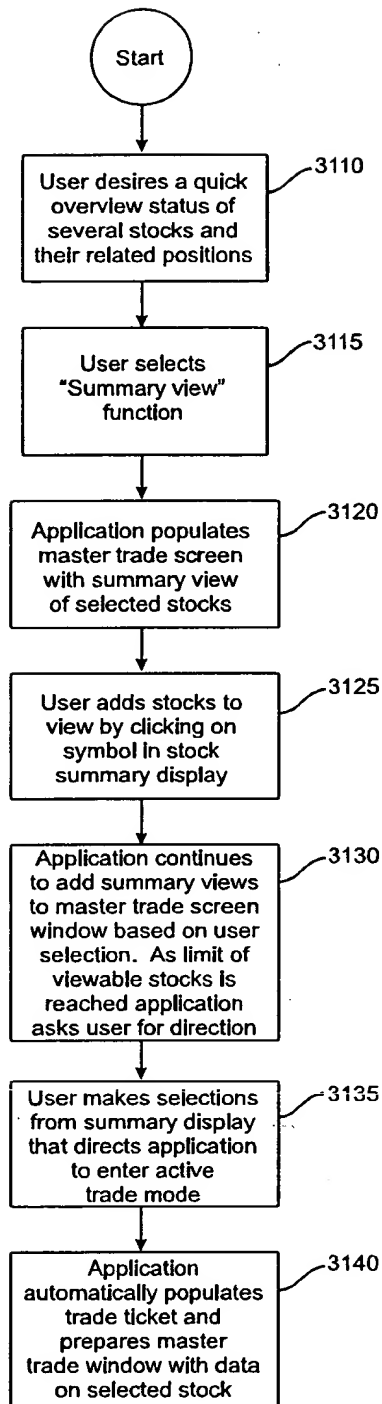 Start
3110
User desires a quick
overview status of
several stocks and
their related positions
3115
User selects
“Summary view”
function
3120
Application populates
master trade screen
with summary view
of selected stocks
3125
User adds stocks to
view by clicking on
symbol in stock
summary display
3130
Application continues
to add summary views
to master trade screen
window based on user
selection. As limit of
viewable stocks is
reached application
asks user for direction
3135
User makes selections
from summary display
that directs application
to enter active
trade mode
3140
Application
automatically populates
trade ticket and
prepares master
trade window with data
on selected stock